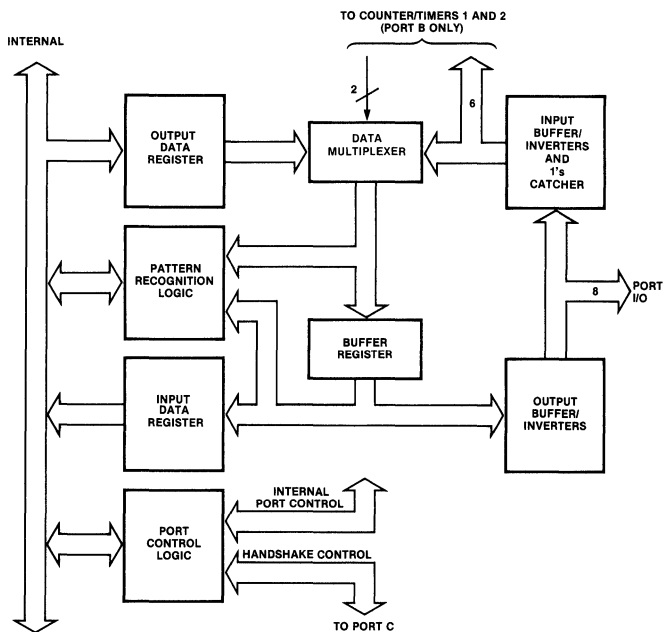 TO COUNTER/TIMERS 1 AND 2
(PORT B ONLY)
INTERNAL
2
6
OUTPUT
DATA
REGISTER
DATA
MULTIPLEXER
INPUT
BUFFER/
INVERTERS
AND
1's
CATCHER
PATTERN
RECOGNITION
LOGIC
8
PORT
I/O
BUFFER
REGISTER
INPUT
DATA
REGISTER
OUTPUT
BUFFER/
INVERTERS
INTERNAL
PORT CONTROL
PORT
CONTROL
LOGIC
HANDSHAKE CONTROL
TO PORT C